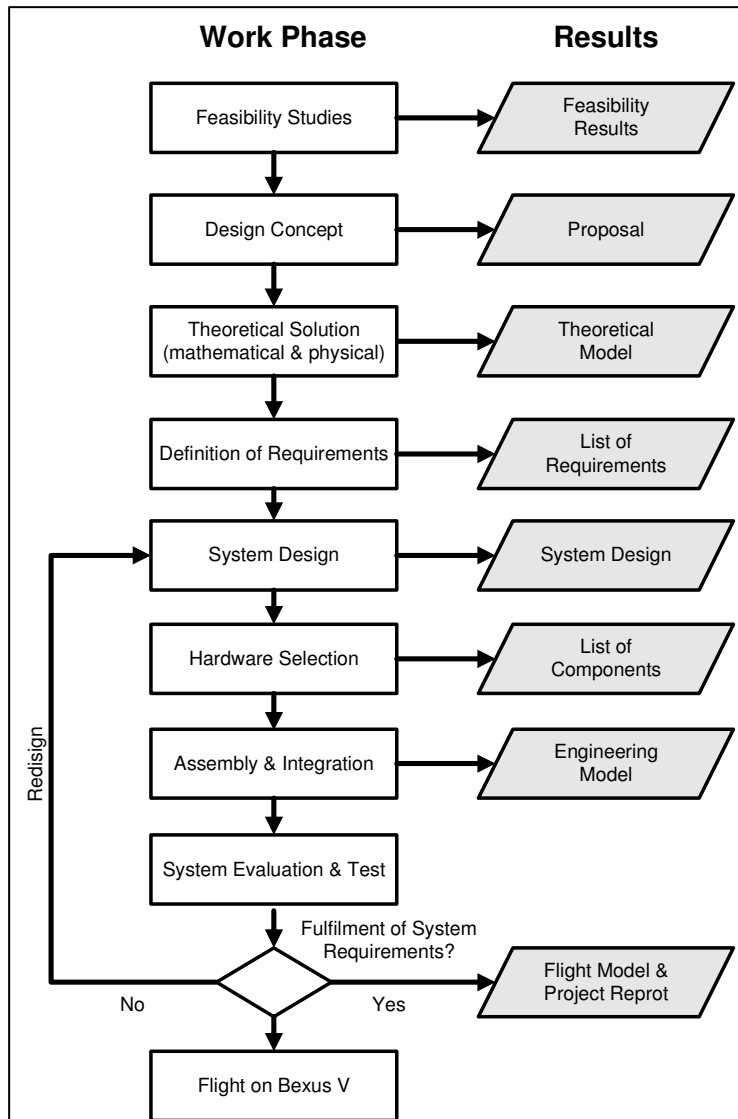 Work Phase
Results
Feasibility Studies
Feasibility
Results
Design Concept
Proposal
Theoretical Solution
(mathematical & physical)
Theoretical
Model
Definition of Requirements
List of
Requirements
System Design
System Design
Hardware Selection
List of
Components
Redisign
Assembly & Integration
Engineering
Model
System Evaluation & Test
Fulfilment of System
Requirements?
Flight Model &
Project Reprot
No
Yes
Flight on Bexus V